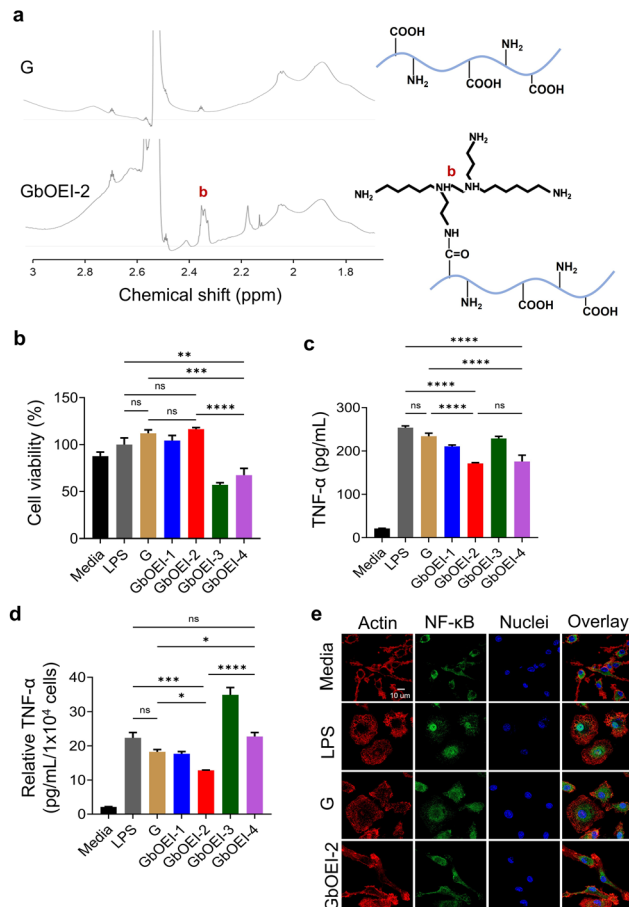 a
G
COOH
NH2
NH2
COOH
COOH
GbOEI-2
b
NH2
b
H2N
NH
NH
NH2
NH
C=O
NH2
NH2
COOH
COOH
3
2.8
2.6
2.4
2.2
2
1.8
Chemical shift (ppm)
b
Cell viability (%)
150
100
50
0
**
***
ns
ns
ns
****
Media
LPS
G
GbOEI-1
GbOEI-2
GbOEI-3
GbOEI-4
c
TNF-α (pg/mL)
300
200
100
0
****
****
****
ns
****
ns
Media
LPS
G
GbOEI-1
GbOEI-2
GbOEI-3
GbOEI-4
d
Relative TNF-α
(pg/mL/1x10⁴ cells)
40
30
20
10
0
ns
*
***
****
ns
*
Media
LPS
G
GbOEI-1
GbOEI-2
GbOEI-3
GbOEI-4
e
Actin NF-κB Nuclei Overlay
Media
10 um
LPS
G
GbOEI-2